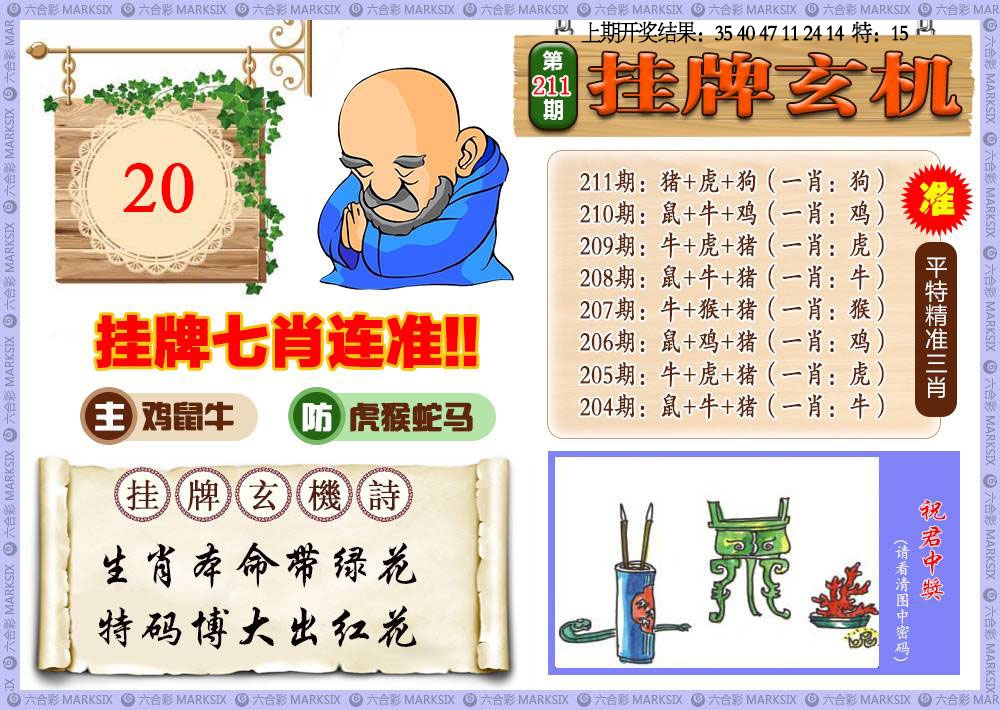 六合彩 MARKSIX
上期开奖结果：35 40 47 11 24 14 特：15
第
211
期
挂牌玄机
20
211期：猪+虎+狗（一肖：狗）
210期：鼠+牛+鸡（一肖：鸡）
209期：牛+虎+猪（一肖：虎）
208期：鼠+牛+猪（一肖：牛）
207期：牛+猴+猪（一肖：猴）
206期：鼠+鸡+猪（一肖：鸡）
205期：牛+虎+猪（一肖：虎）
204期：鼠+牛+猪（一肖：牛）
准
平特精准三肖
挂牌七肖连准!!
主 鸡鼠牛
防 虎猴蛇马
挂牌玄機詩
生肖本命带绿花
特码博大出红花
祝君中獎
（请看清图中密码）